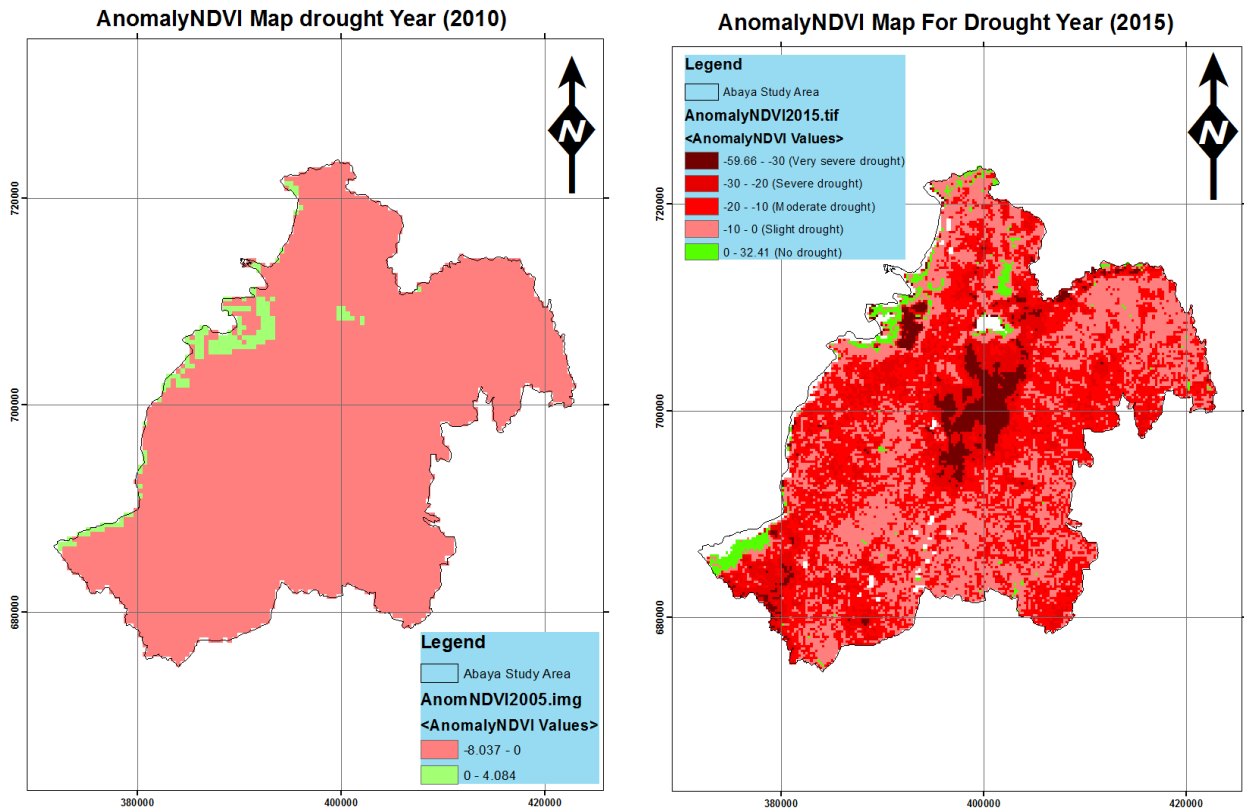 AnomalyNDVI Map drought Year (2010)
N
720000
700000
680000
380000
400000
420000
Legend
Abaya Study Area
AnomNDVI2005.img
<AnomalyNDVI Values>
-8.037 - 0
0 - 4.084
AnomalyNDVI Map For Drought Year (2015)
Legend
Abaya Study Area
AnomalyNDVI2015.tif
<AnomalyNDVI Values>
-59.66 - -30 (Very severe drought)
-30 - -20 (Severe drought)
-20 - -10 (Moderate drought)
-10 - 0 (Slight drought)
0 - 32.41 (No drought)
N
720000
700000
680000
380000
400000
420000